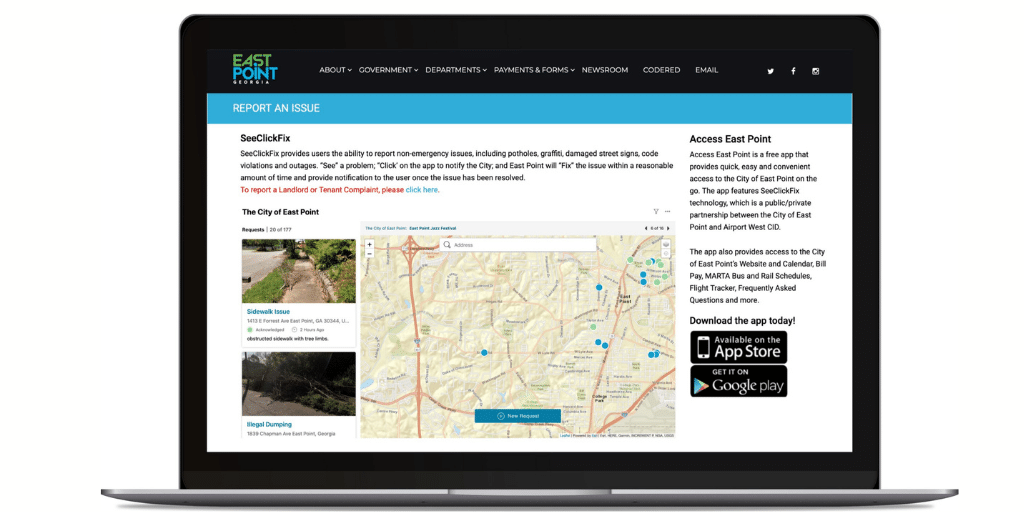 EAST
POINT
GEORGIA
ABOUT GOVERNMENT DEPARTMENTS PAYMENTS & FORMS NEWSROOM CODERED EMAIL
REPORT AN ISSUE
SeeClickFix
SeeClickFix provides users the ability to report non-emergency issues, including potholes, graffiti, damaged street signs, code
violations and outages. "See" a problem; "Click' on the app to notify the City; and East Point will "Fix" the issue within a reasonable
amount of time and provide notification to the user once the issue has been resolved.
To report a Landlord or Tenant Complaint, please click here.
The City of East Point
Requests | 20 of 177
Sidewalk Issue
1413 E Forrest Ave East Point, GA 30344, U...
Acknowledged 2 Hours Ago
obstructed sidewalk with tree limbs.
Illegal Dumping
1639 Chapman Ave East Point, Georgia
The City of East Point: East Point Jazz Festival
6 of 16
+
Address
−
East
Point
College
Park
New Request
Access East Point
Access East Point is a free app that
provides quick, easy and convenient
access to the City of East Point on the
go. The app features SeeClickFix
technology, which is a public/private
partnership between the City of East
Point and Airport West CID.
The app also provides access to the City
of East Point's Website and Calendar, Bill
Pay, MARTA Bus and Rail Schedules,
Flight Tracker, Frequently Asked
Questions and more.
Download the app today!
Available on the
App Store
GET IT ON
Google play